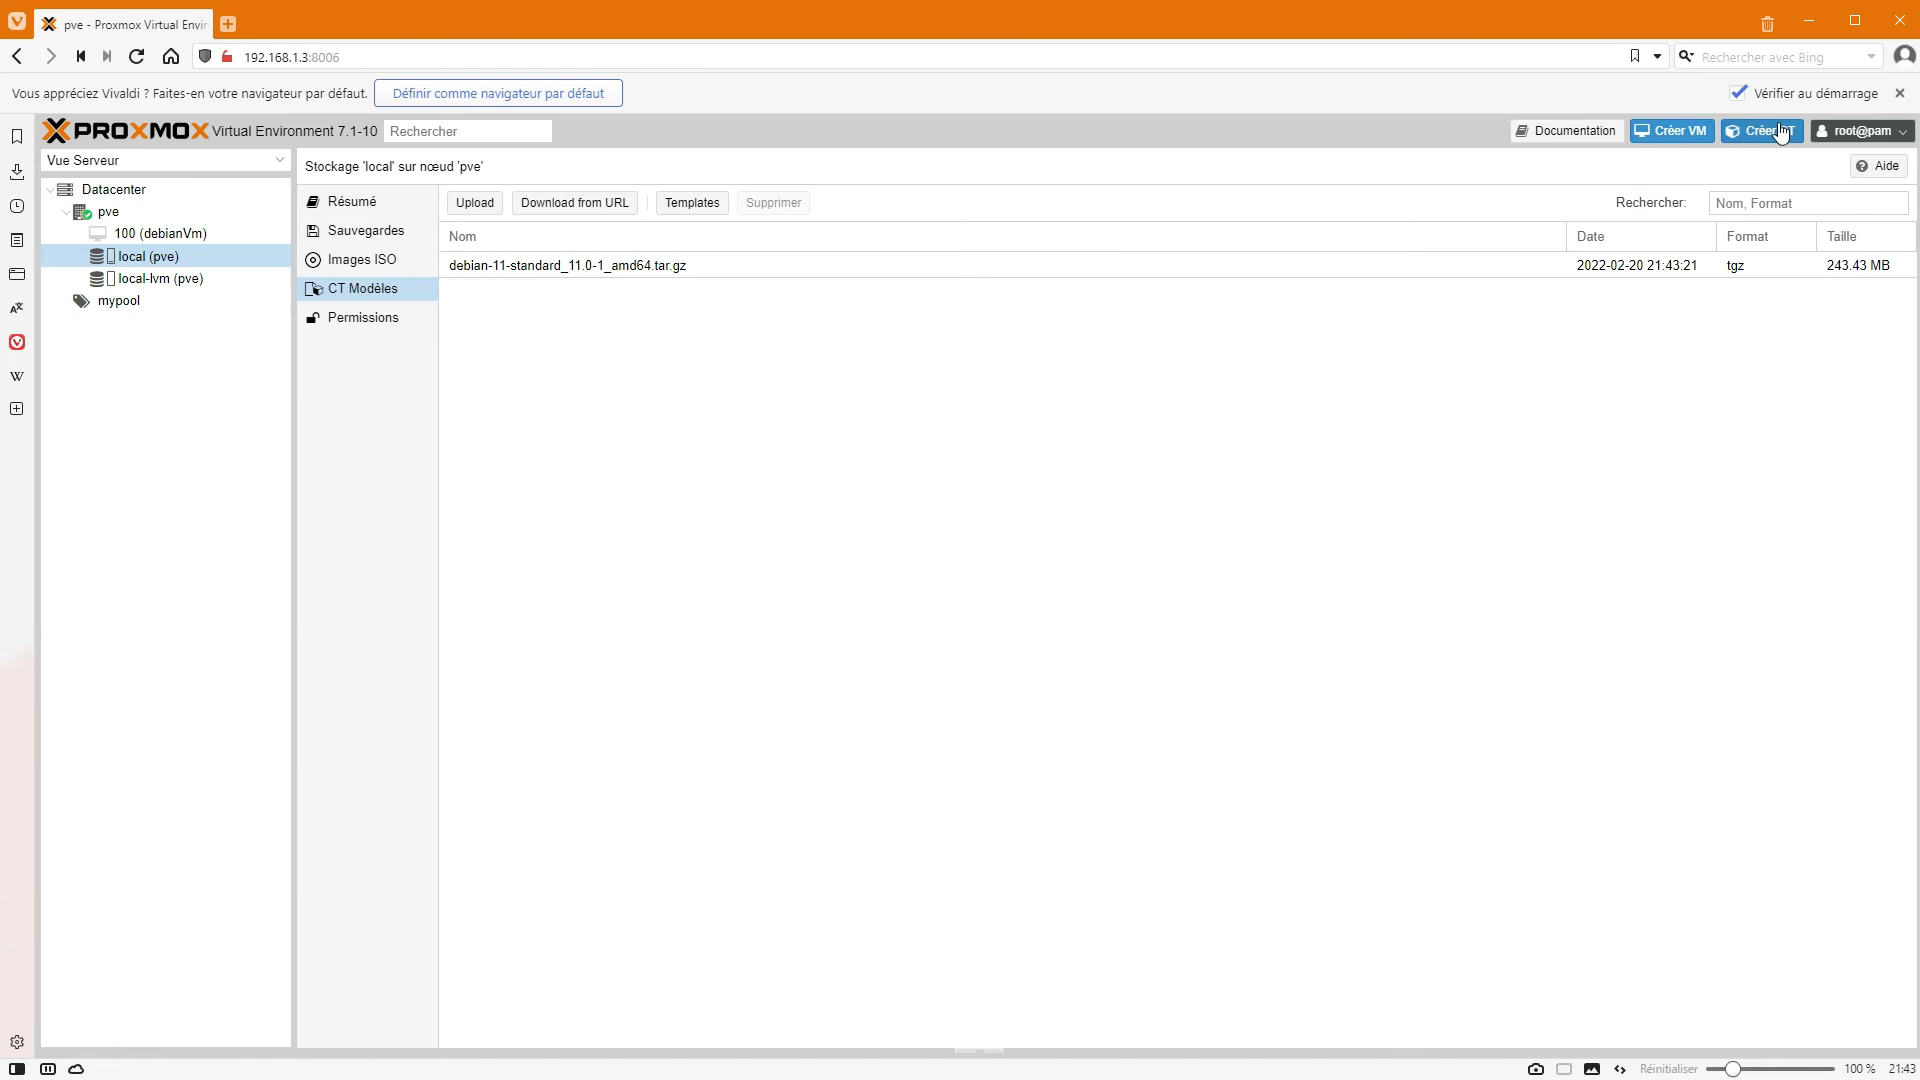 pve - Proxmox Virtual Envir
192.168.1.3:8006
Rechercher avec Bing
Vous appréciez Vivaldi ? Faites-en votre navigateur par défaut.
Définir comme navigateur par défaut
Vérifier au démarrage
PROXMOX Virtual Environment 7.1-10
Rechercher
Documentation
Créer VM
root@pam
Vue Serveur
Stockage 'local' sur nœud 'pve'
Aide
Datacenter
pve
100 (debianVm)
local (pve)
local-lvm (pve)
mypool
Résumé
Sauvegardes
Images ISO
CT Modèles
Permissions
Upload
Download from URL
Templates
Supprimer
Rechercher:
Nom, Format
Nom
Date
Format
Taille
debian-11-standard_11.0-1_amd64.tar.gz
2022-02-20 21:43:21
tgz
243.43 MB
Réinitialiser
100 %
21:43